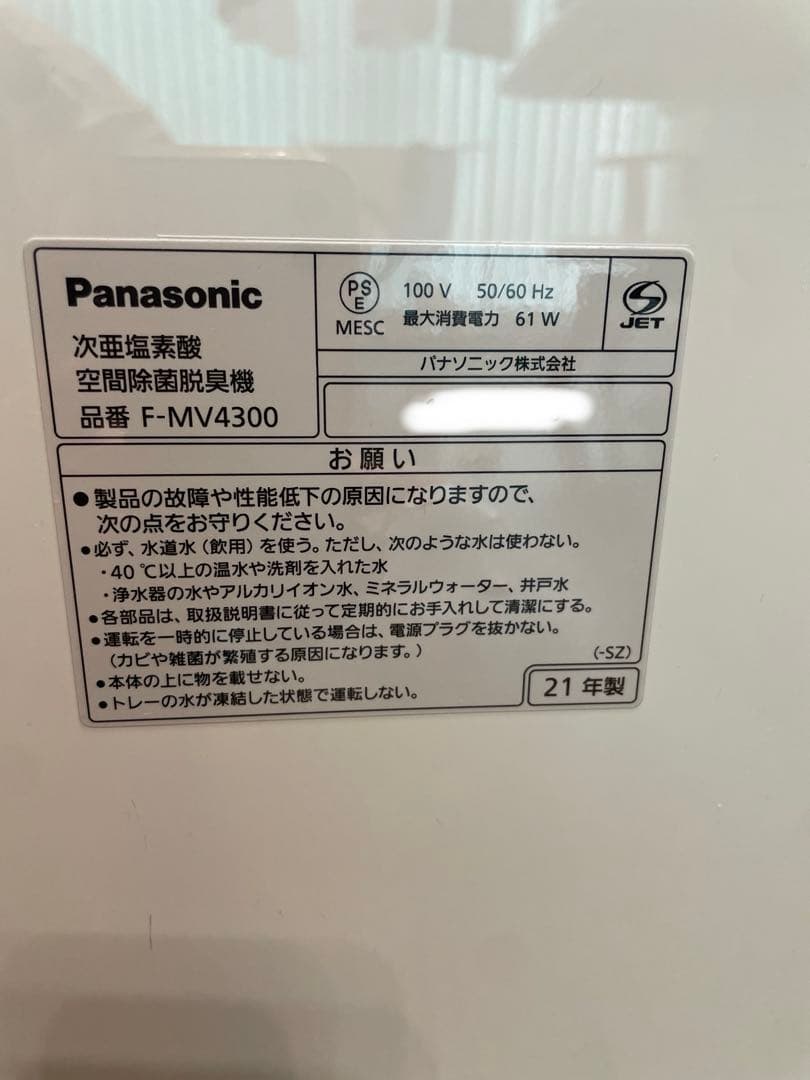 Panasonic
次亜塩素酸
空間除菌脱臭機
品番 F-MV4300
PS
E
MESC
100 V 50/60 Hz
最大消費電力 61 W
JET
パナソニック株式会社
お願い
●製品の故障や性能低下の原因になりますので、
次の点をお守りください。
●必ず、水道水（飲用）を使う。ただし、次のような水は使わない。
・40 ℃以上の温水や洗剤を入れた水
・浄水器の水やアルカリイオン水、ミネラルウォーター、井戸水
●各部品は、取扱説明書に従って定期的にお手入れして清潔にする。
●運転を一時的に停止している場合は、電源プラグを抜かない。
（カビや雑菌が繁殖する原因になります。）
●本体の上に物を載せない。
●トレーの水が凍結した状態で運転しない。
(-SZ)
21 年製